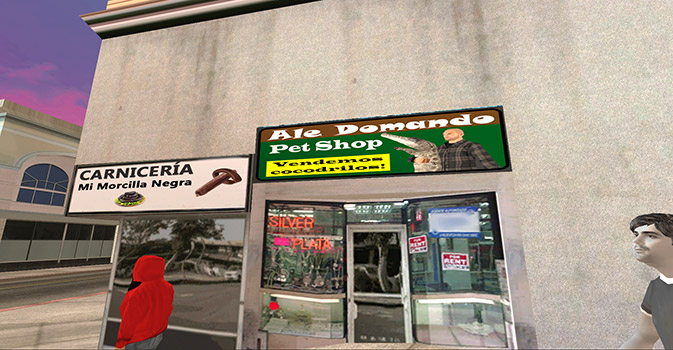 CARNICERÍA
Mi Morcilla Negra
Ale Domando
Pet Shop
Vendemos
cocodrilos!
SILVER
PLATA
FOR
RENT
FOR
RENT